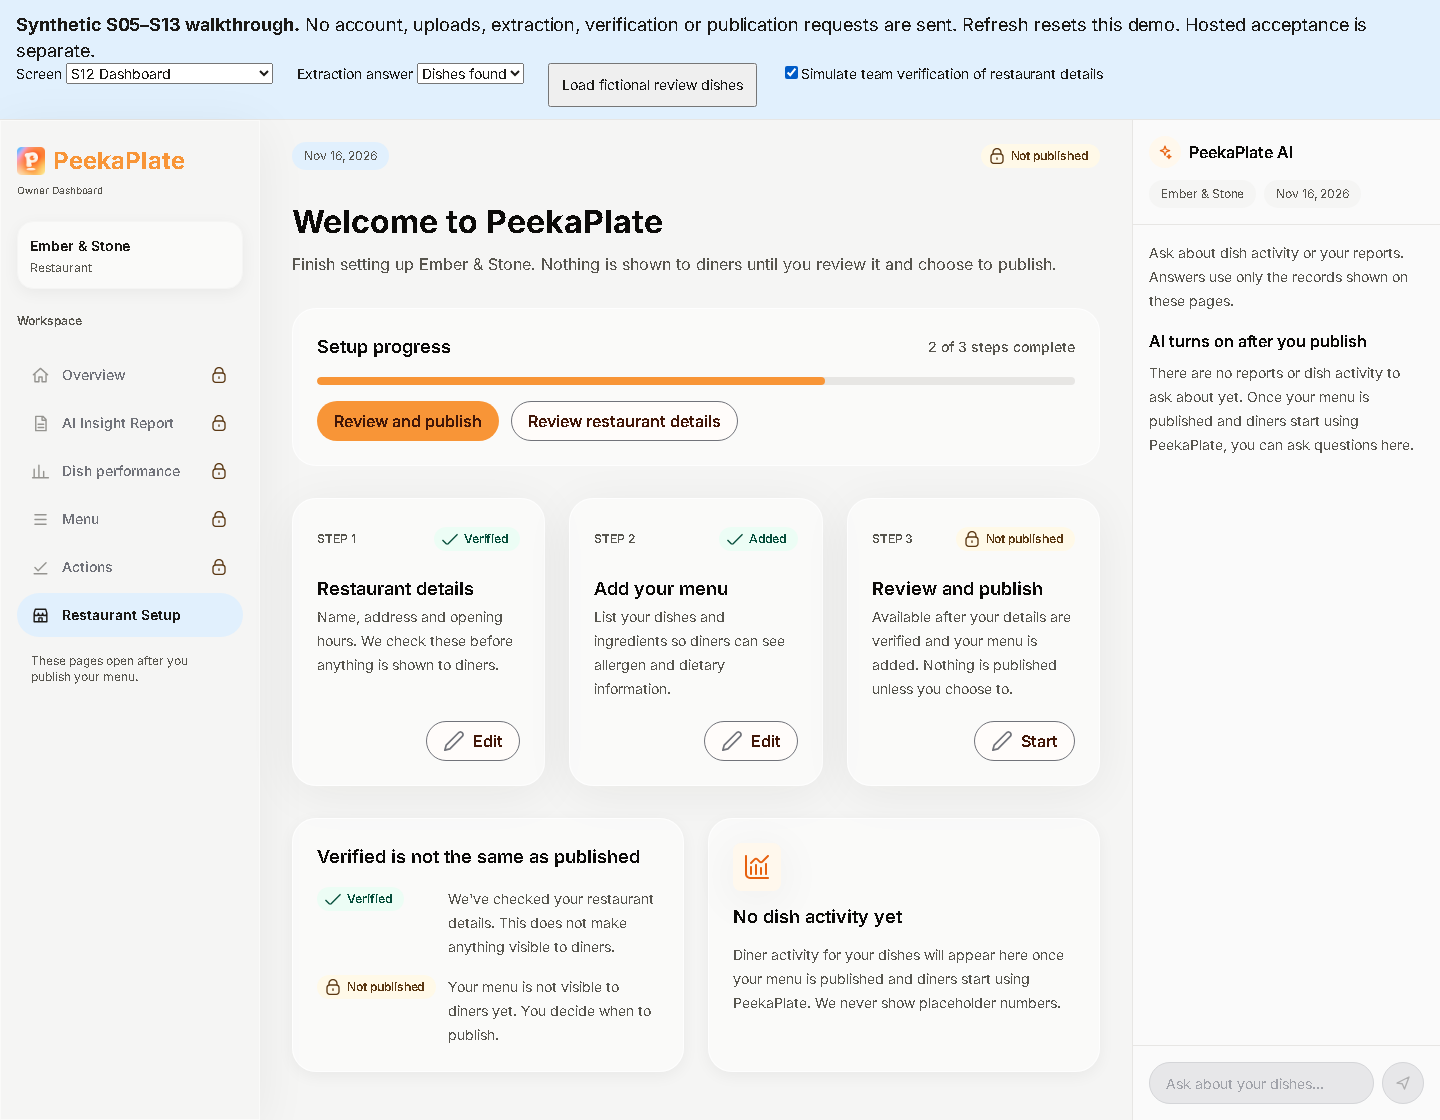 Synthetic S05–S13 walkthrough. No account, uploads, extraction, verification or publication requests are sent. Refresh resets this demo. Hosted acceptance is
separate.
Screen S12 Dashboard Extraction answer Dishes found Load fictional review dishes Simulate team verification of restaurant details
PeekaPlate
Owner Dashboard
Ember & Stone
Restaurant
Workspace
Overview
AI Insight Report
Dish performance
Menu
Actions
Restaurant Setup
These pages open after you
publish your menu.
Nov 16, 2026
Not published
Welcome to PeekaPlate
Finish setting up Ember & Stone. Nothing is shown to diners until you review it and choose to publish.
Setup progress
2 of 3 steps complete
Review and publish
Review restaurant details
STEP 1
Verified
Restaurant details
Name, address and opening
hours. We check these before
anything is shown to diners.
Edit
STEP 2
Added
Add your menu
List your dishes and
ingredients so diners can see
allergen and dietary
information.
Edit
STEP 3
Not published
Review and publish
Available after your details are
verified and your menu is
added. Nothing is published
unless you choose to.
Start
Verified is not the same as published
Verified
We've checked your restaurant
details. This does not make
anything visible to diners.
Not published
Your menu is not visible to
diners yet. You decide when to
publish.
No dish activity yet
Diner activity for your dishes will appear here once
your menu is published and diners start using
PeekaPlate. We never show placeholder numbers.
PeekaPlate AI
Ember & Stone
Nov 16, 2026
Ask about dish activity or your reports.
Answers use only the records shown on
these pages.
AI turns on after you publish
There are no reports or dish activity to
ask about yet. Once your menu is
published and diners start using
PeekaPlate, you can ask questions here.
Ask about your dishes...